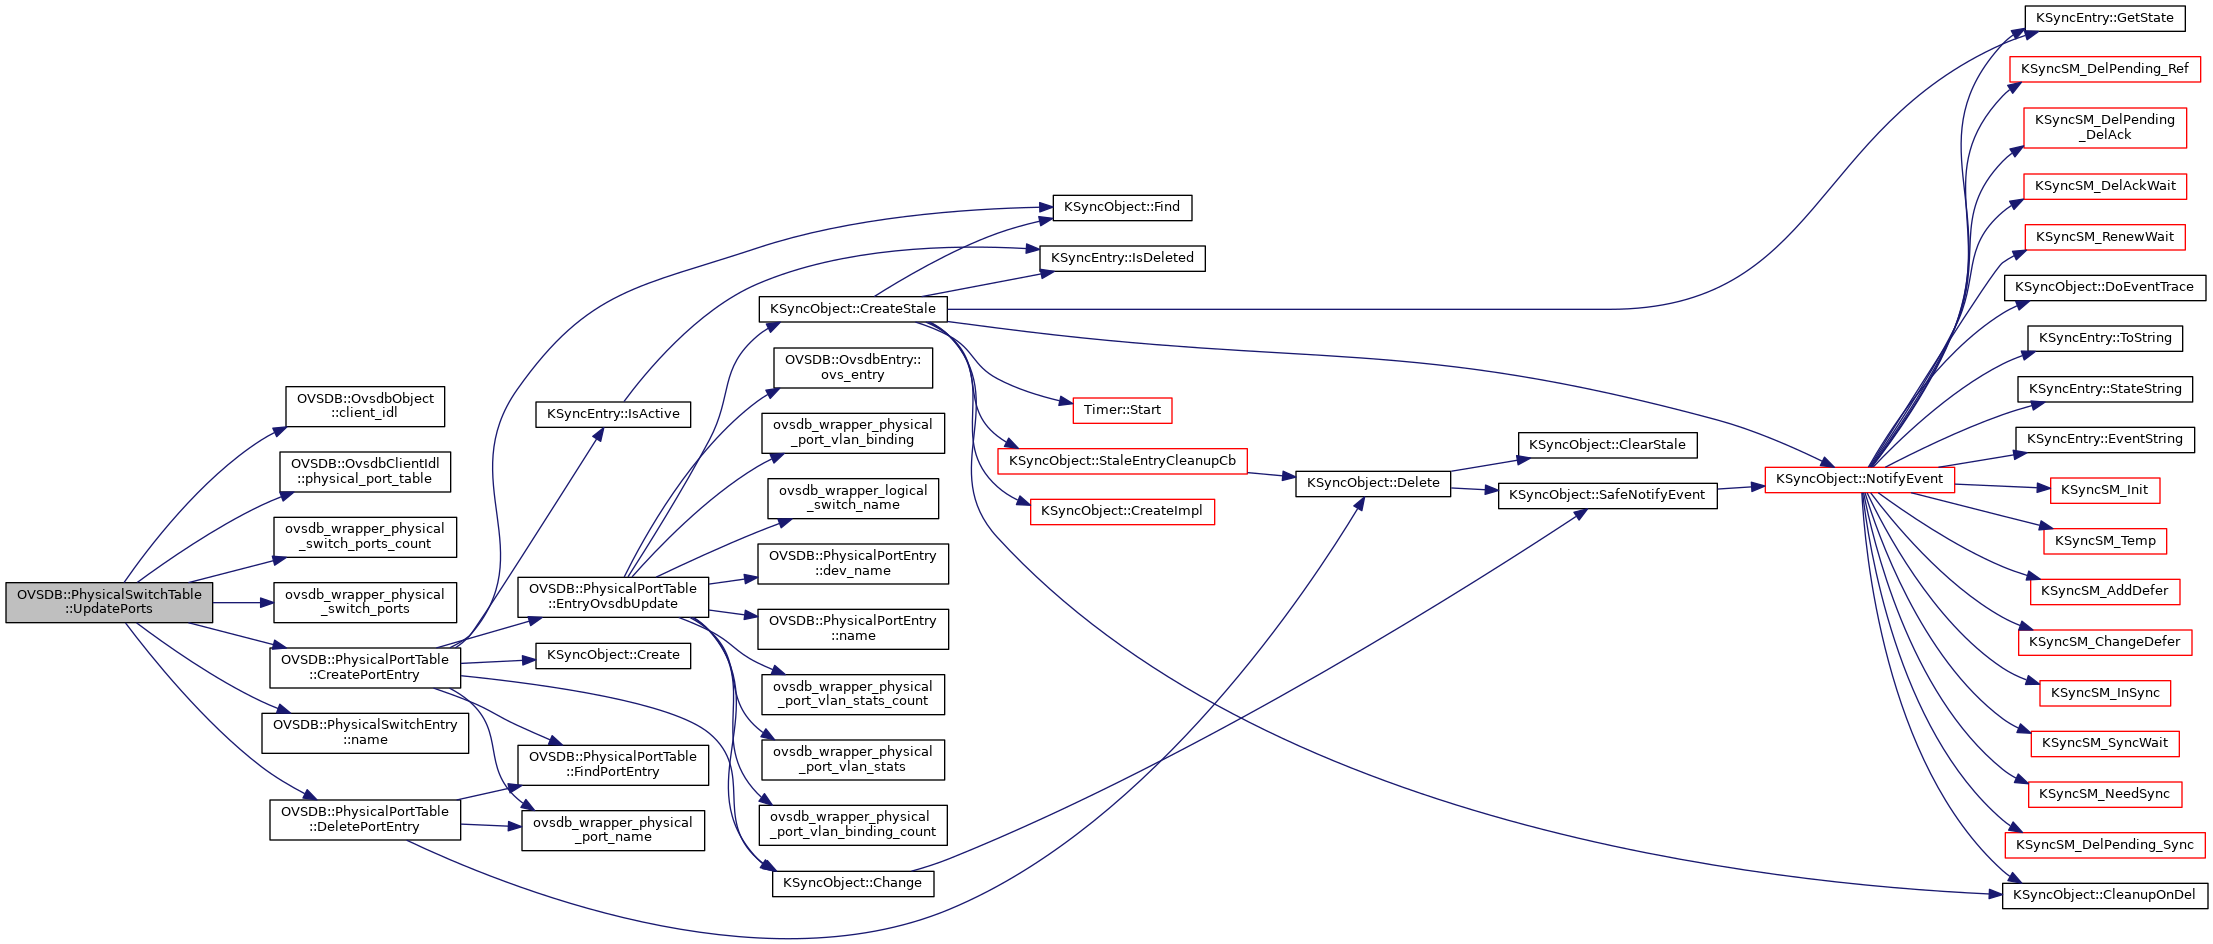 OVSDB::PhysicalSwitchTable
::UpdatePorts
OVSDB::OvsdbObject
::client_idl
OVSDB::OvsdbClientIdl
::physical_port_table
ovsdb_wrapper_physical
_switch_ports_count
ovsdb_wrapper_physical
_switch_ports
OVSDB::PhysicalPortTable
::CreatePortEntry
OVSDB::PhysicalSwitchEntry
::name
OVSDB::PhysicalPortTable
::DeletePortEntry
KSyncEntry::IsActive
OVSDB::PhysicalPortTable
::EntryOvsdbUpdate
KSyncObject::Create
OVSDB::PhysicalPortTable
::FindPortEntry
ovsdb_wrapper_physical
_port_name
KSyncObject::CreateStale
OVSDB::OvsdbEntry::
ovs_entry
ovsdb_wrapper_physical
_port_vlan_binding
ovsdb_wrapper_logical
_switch_name
OVSDB::PhysicalPortEntry
::dev_name
OVSDB::PhysicalPortEntry
::name
ovsdb_wrapper_physical
_port_vlan_stats_count
ovsdb_wrapper_physical
_port_vlan_stats
ovsdb_wrapper_physical
_port_vlan_binding_count
KSyncObject::Change
KSyncObject::Find
KSyncEntry::IsDeleted
Timer::Start
KSyncObject::StaleEntryCleanupCb
KSyncObject::CreateImpl
KSyncObject::Delete
KSyncObject::ClearStale
KSyncObject::SafeNotifyEvent
KSyncObject::NotifyEvent
KSyncEntry::GetState
KSyncSM_DelPending_Ref
KSyncSM_DelPending
_DelAck
KSyncSM_DelAckWait
KSyncSM_RenewWait
KSyncObject::DoEventTrace
KSyncEntry::ToString
KSyncEntry::StateString
KSyncEntry::EventString
KSyncSM_Init
KSyncSM_Temp
KSyncSM_AddDefer
KSyncSM_ChangeDefer
KSyncSM_InSync
KSyncSM_SyncWait
KSyncSM_NeedSync
KSyncSM_DelPending_Sync
KSyncObject::CleanupOnDel